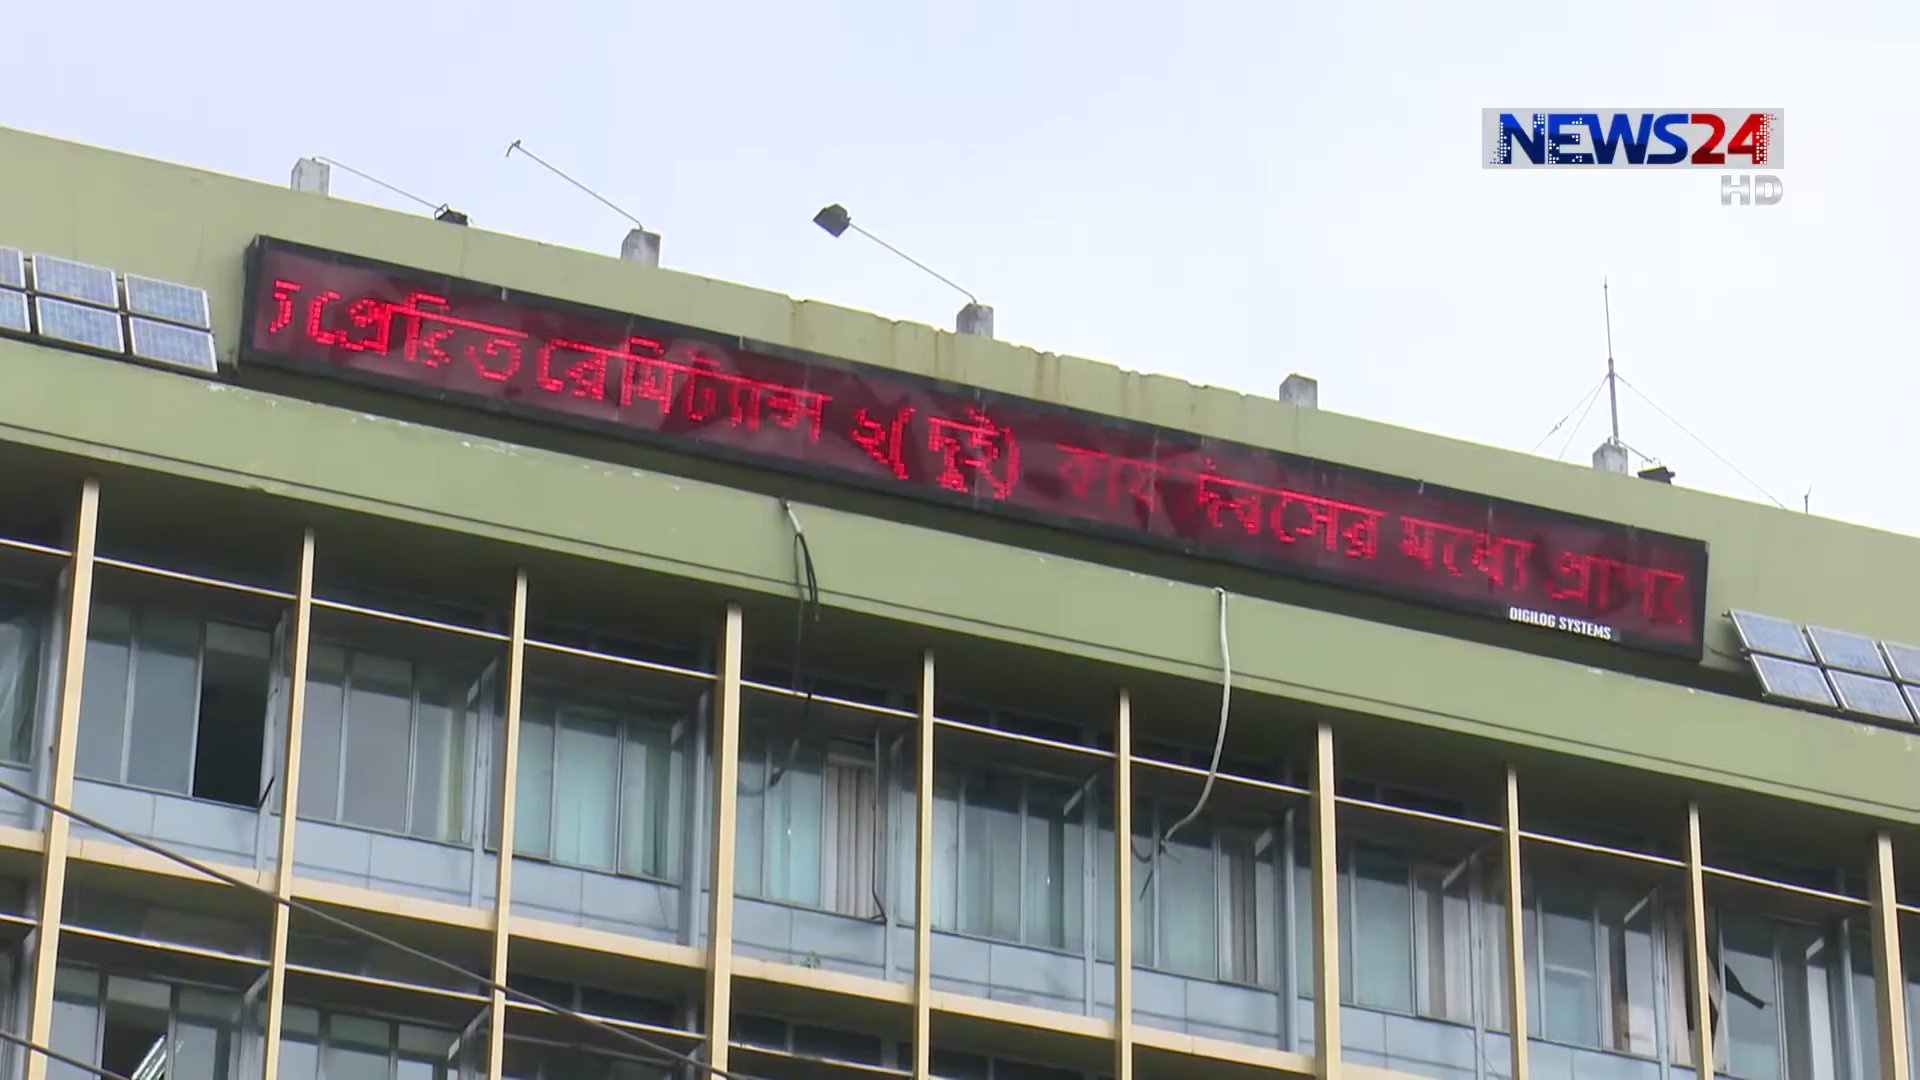 NEWS24
HD
প্রেরিত রেমিট্যান্স ২(দুই) কার্য দিবসের মধ্যে
DIGILOG SYSTEMS